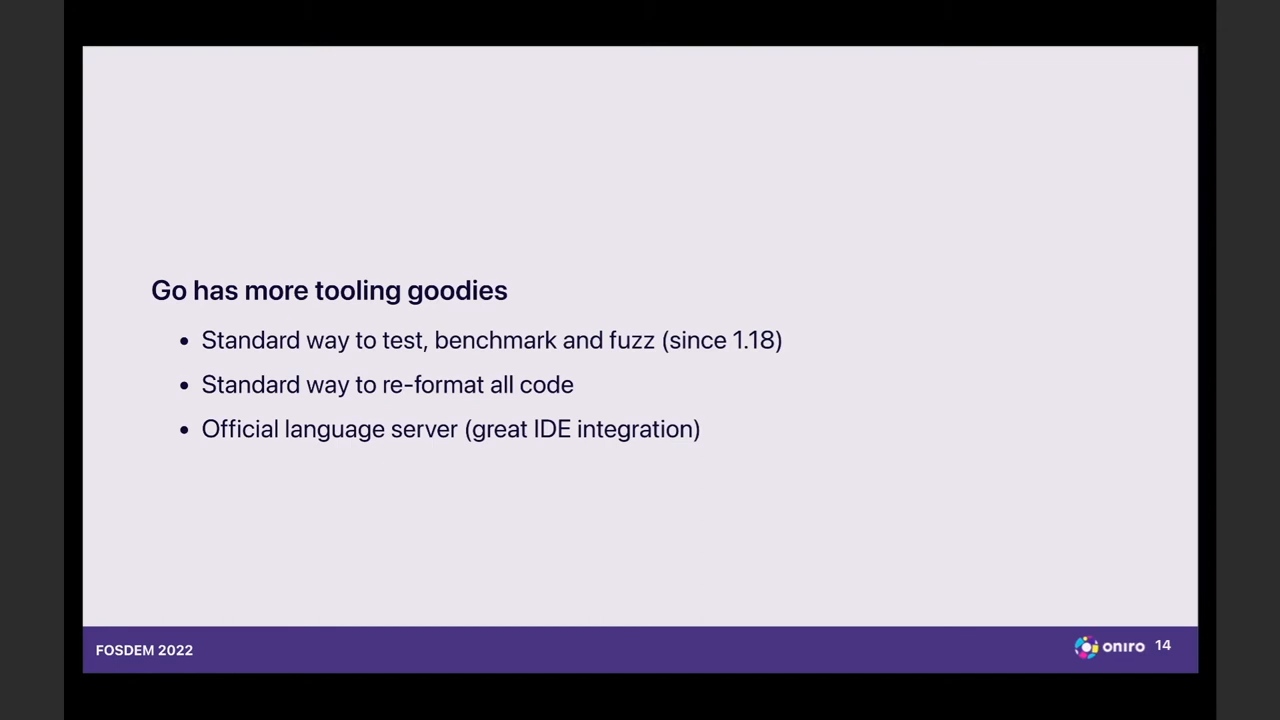 Go has more tooling goodies
• Standard way to test, benchmark and fuzz (since 1.18)
• Standard way to re-format all code
• Official language server (great IDE integration)
FOSDEM 2022
oniro 14